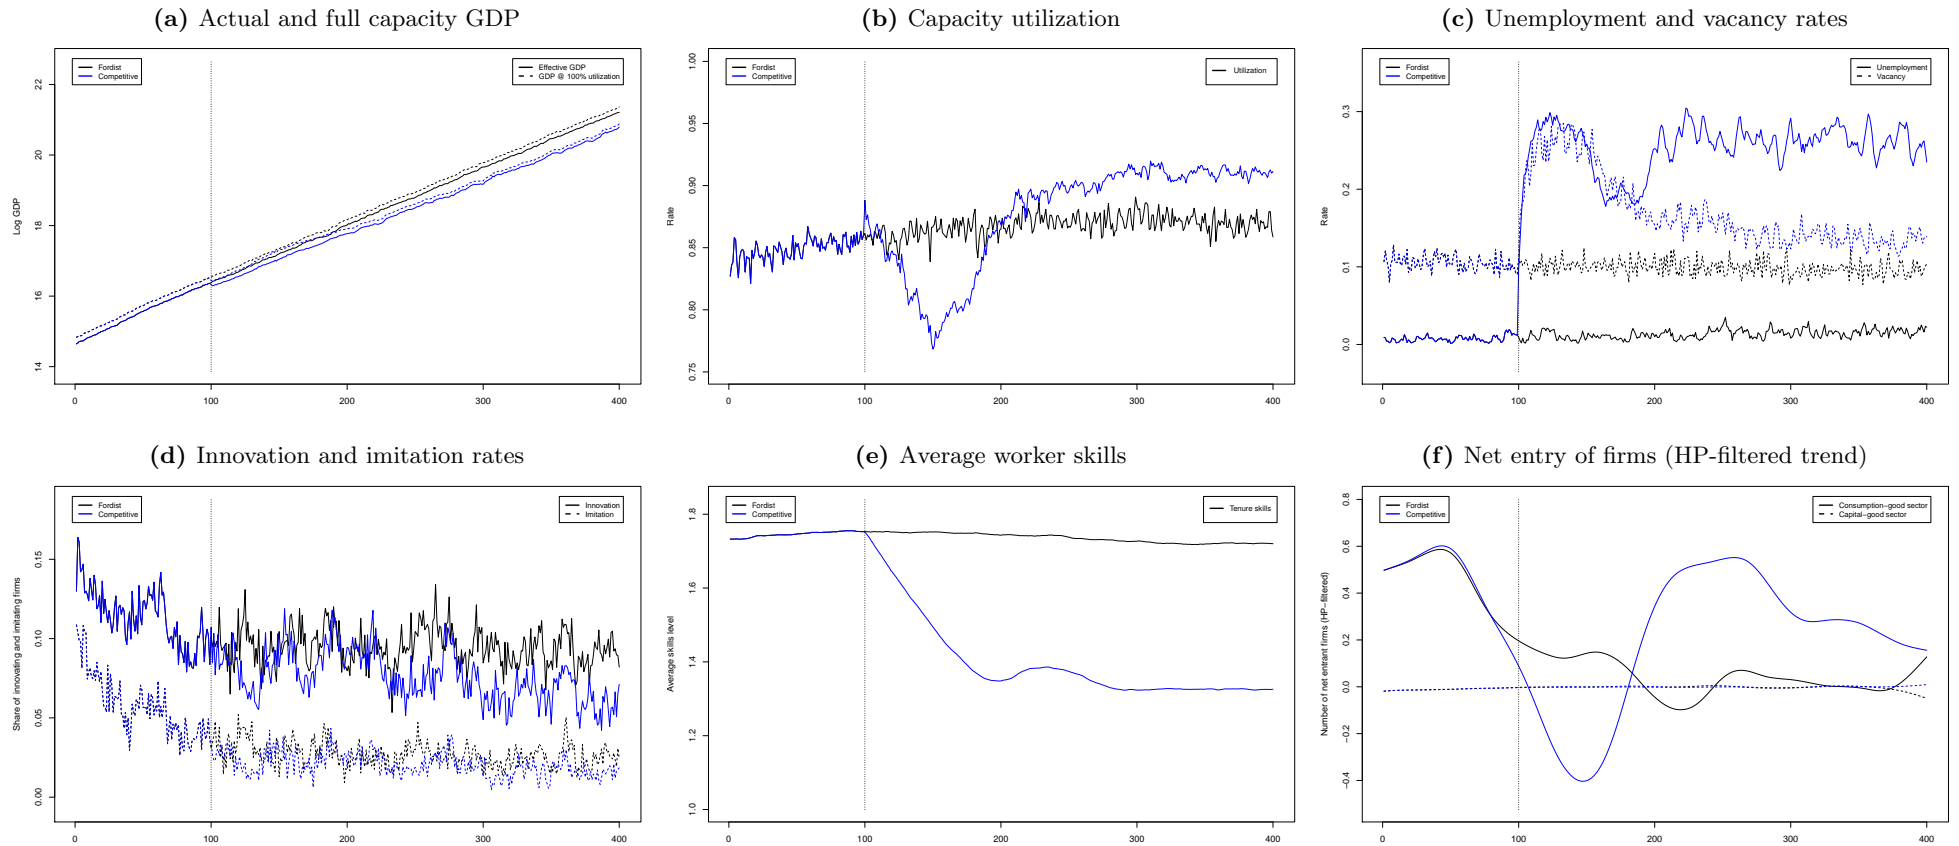 (a) Actual and full capacity GDP
Fordist
Competitive
Effective GDP
GDP @ 100% utilization
Log GDP
22
20
18
16
14
0 100 200 300 400
(b) Capacity utilization
Fordist
Competitive
Utilization
Rate
1.00
0.95
0.90
0.85
0.80
0.75
0 100 200 300 400
(c) Unemployment and vacancy rates
Fordist
Competitive
Unemployment
Vacancy
Rate
0.3
0.2
0.1
0.0
0 100 200 300 400
(d) Innovation and imitation rates
Fordist
Competitive
Innovation
Imitation
Share of innovating and imitating firms
0.15
0.10
0.05
0.00
0 100 200 300 400
(e) Average worker skills
Fordist
Competitive
Tenure skills
Average skills level
1.8
1.6
1.4
1.2
1.0
0 100 200 300 400
(f) Net entry of firms (HP-filtered trend)
Fordist
Competitive
Consumption−good sector
Capital−good sector
Number of net entrant firms (HP−filtered)
0.8
0.6
0.4
0.2
0.0
−0.2
−0.4
0 100 200 300 400